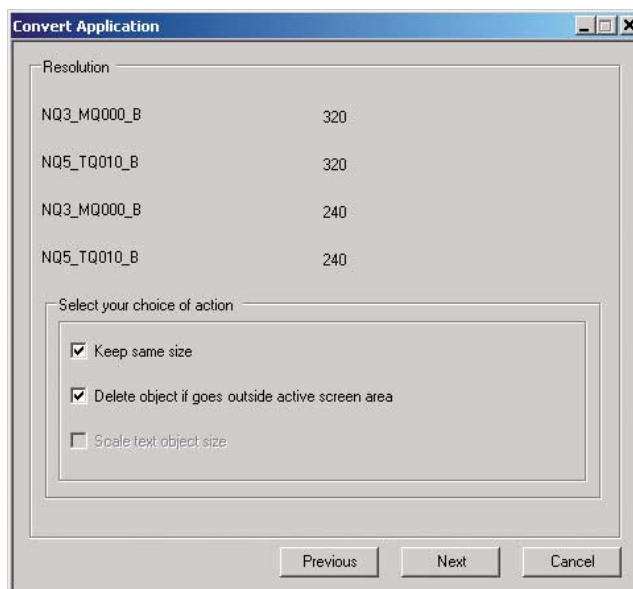 Convert Application
Resolution
NQ3_MQ000_B 320
NQ5_TQ010_B 320
NQ3_MQ000_B 240
NQ5_TQ010_B 240
Select your choice of action
Keep same size
Delete object if goes outside active screen area
Scale text object size
Previous Next Cancel